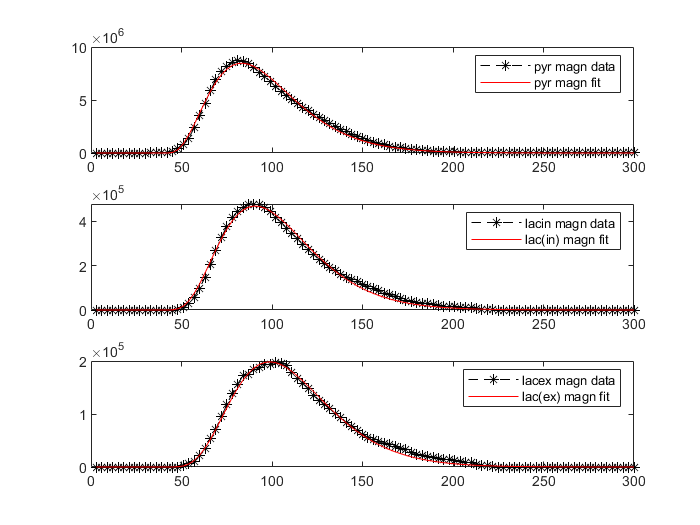 ×10^6
10
5
0
pyr magn data
pyr magn fit
0 50 100 150 200 250 300
×10^5
4
2
0
lacin magn data
lac(in) magn fit
0 50 100 150 200 250 300
×10^5
2
1
0
lacex magn data
lac(ex) magn fit
0 50 100 150 200 250 300